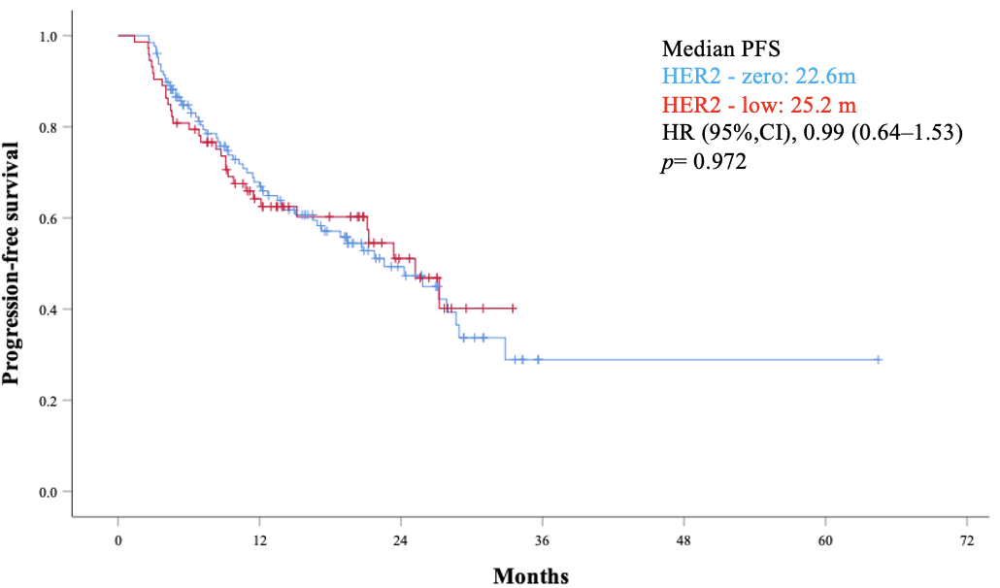 Median PFS
HER2 - zero: 22.6m
HER2 - low: 25.2 m
HR (95%,CI), 0.99 (0.64–1.53)
p= 0.972
Progression-free survival
1.0
0.8
0.6
0.4
0.2
0.0
0 12 24 36 48 60 72
Months